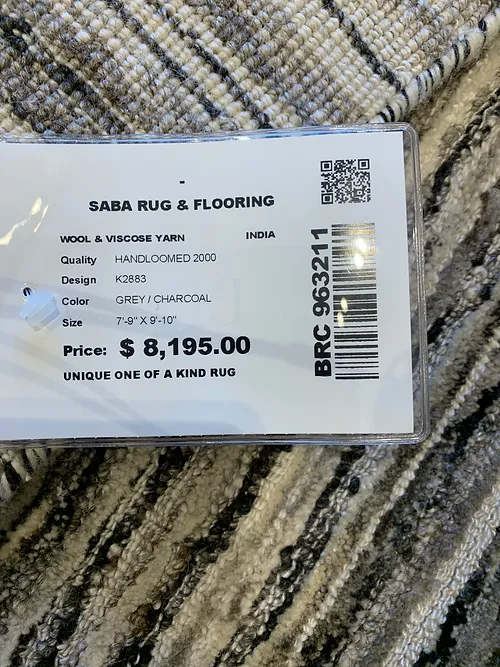 SABA RUG & FLOORING
WOOL & VISCOSE YARN INDIA
Quality HANDLOOMED 2000
Design K2883
Color GREY / CHARCOAL
Size 7'-9" X 9'-10"
Price: $ 8,195.00
UNIQUE ONE OF A KIND RUG
BRC 963211